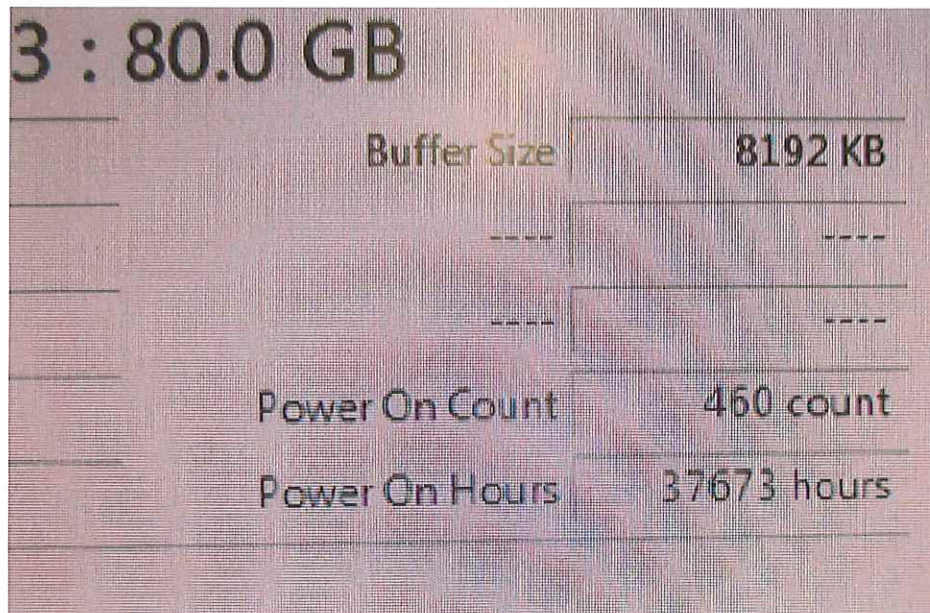 3 : 80.0 GB
Buffer Size 8192 KB
---- ----
---- ----
Power On Count 460 count
Power On Hours 37673 hours